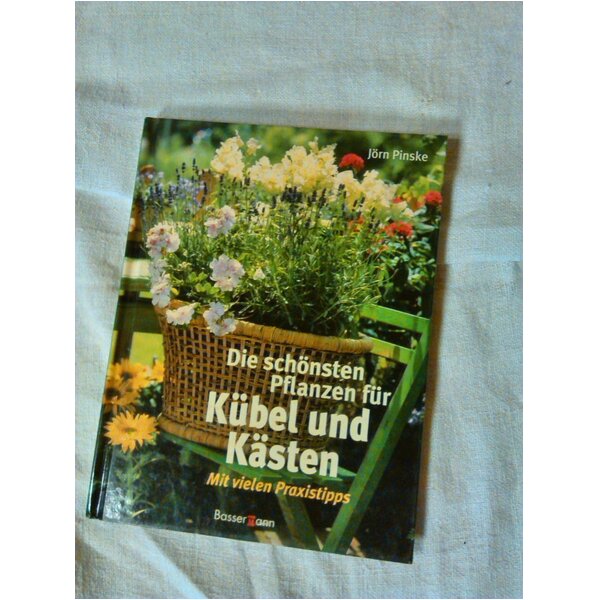 Jörn Pinske
Die schönsten
Pflanzen für
Kübel und
Kästen
Mit vielen Praxistipps
Bassermann